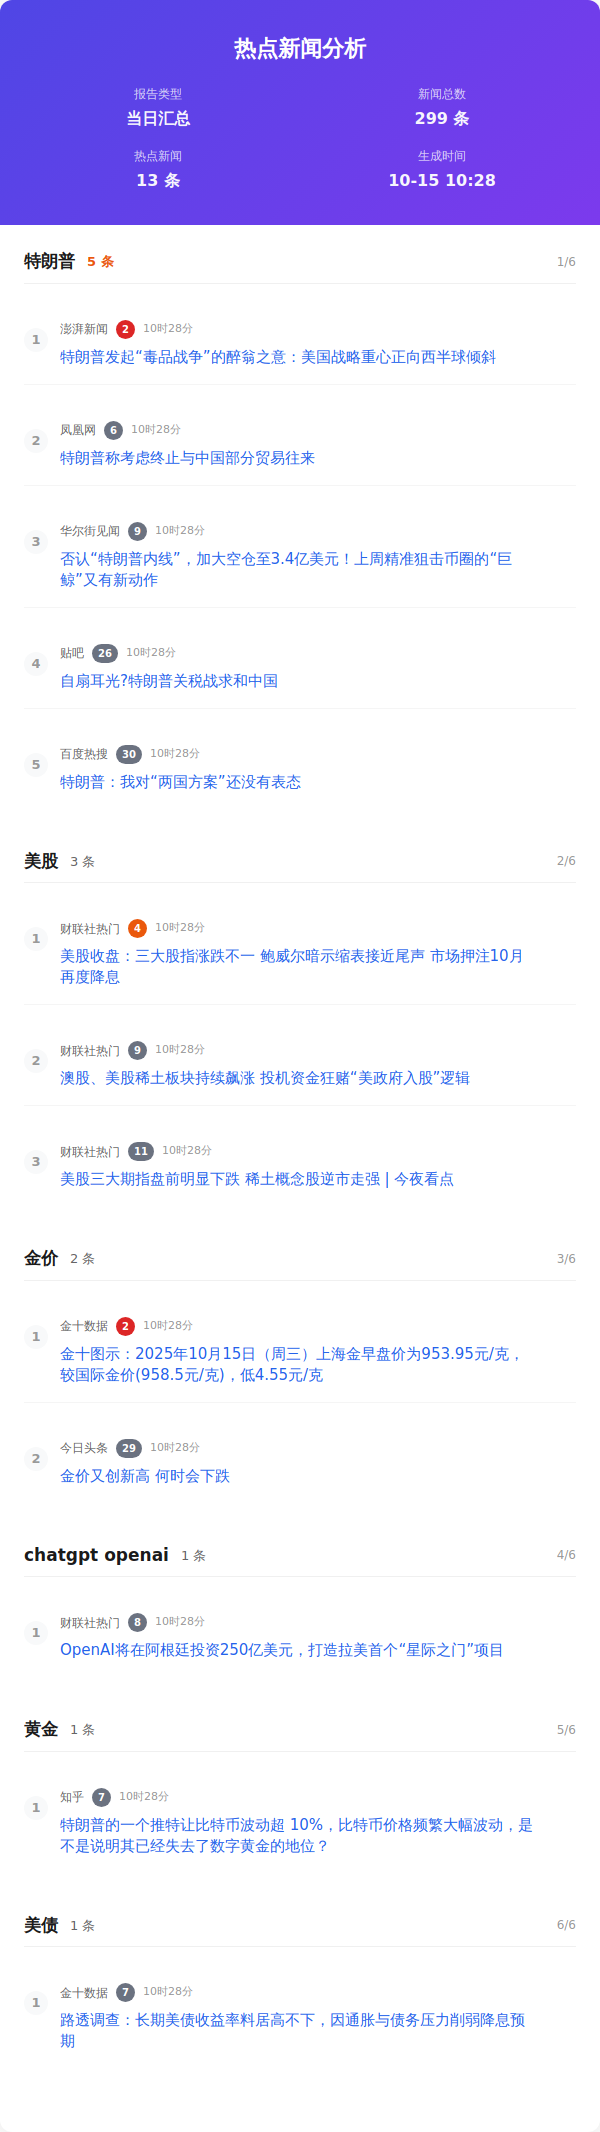 热点新闻分析
报告类型
新闻总数
当日汇总
299 条
热点新闻
生成时间
13 条
10-15 10:28
特朗普 5 条 1/6
1
澎湃新闻 2 10时28分
特朗普发起“毒品战争”的醉翁之意：美国战略重心正向西半球倾斜
2
凤凰网 6 10时28分
特朗普称考虑终止与中国部分贸易往来
3
华尔街见闻 9 10时28分
否认“特朗普内线”，加大空仓至3.4亿美元！上周精准狙击币圈的“巨
鲸”又有新动作
4
贴吧 26 10时28分
自扇耳光?特朗普关税战求和中国
5
百度热搜 30 10时28分
特朗普：我对“两国方案”还没有表态
美股 3 条 2/6
1
财联社热门 4 10时28分
美股收盘：三大股指涨跌不一 鲍威尔暗示缩表接近尾声 市场押注10月
再度降息
2
财联社热门 9 10时28分
澳股、美股稀土板块持续飙涨 投机资金狂赌“美政府入股”逻辑
3
财联社热门 11 10时28分
美股三大期指盘前明显下跌 稀土概念股逆市走强 | 今夜看点
金价 2 条 3/6
1
金十数据 2 10时28分
金十图示：2025年10月15日（周三）上海金早盘价为953.95元/克，
较国际金价(958.5元/克)，低4.55元/克
2
今日头条 29 10时28分
金价又创新高 何时会下跌
chatgpt openai 1 条 4/6
1
财联社热门 8 10时28分
OpenAI将在阿根廷投资250亿美元，打造拉美首个“星际之门”项目
黄金 1 条 5/6
1
知乎 7 10时28分
特朗普的一个推特让比特币波动超 10%，比特币价格频繁大幅波动，是
不是说明其已经失去了数字黄金的地位？
美债 1 条 6/6
1
金十数据 7 10时28分
路透调查：长期美债收益率料居高不下，因通胀与债务压力削弱降息预
期